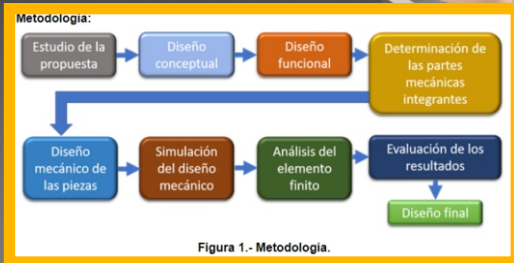 Metodología:
Estudio de la
propuesta
Diseño
conceptual
Diseño
funcional
Determinación de
las partes
mecánicas
integrantes
Diseño
mecánico de
las piezas
Simulación
del diseño
mecánico
Análisis del
elemento
finito
Evaluación de los
resultados
Diseño final
Figura 1.- Metodología.